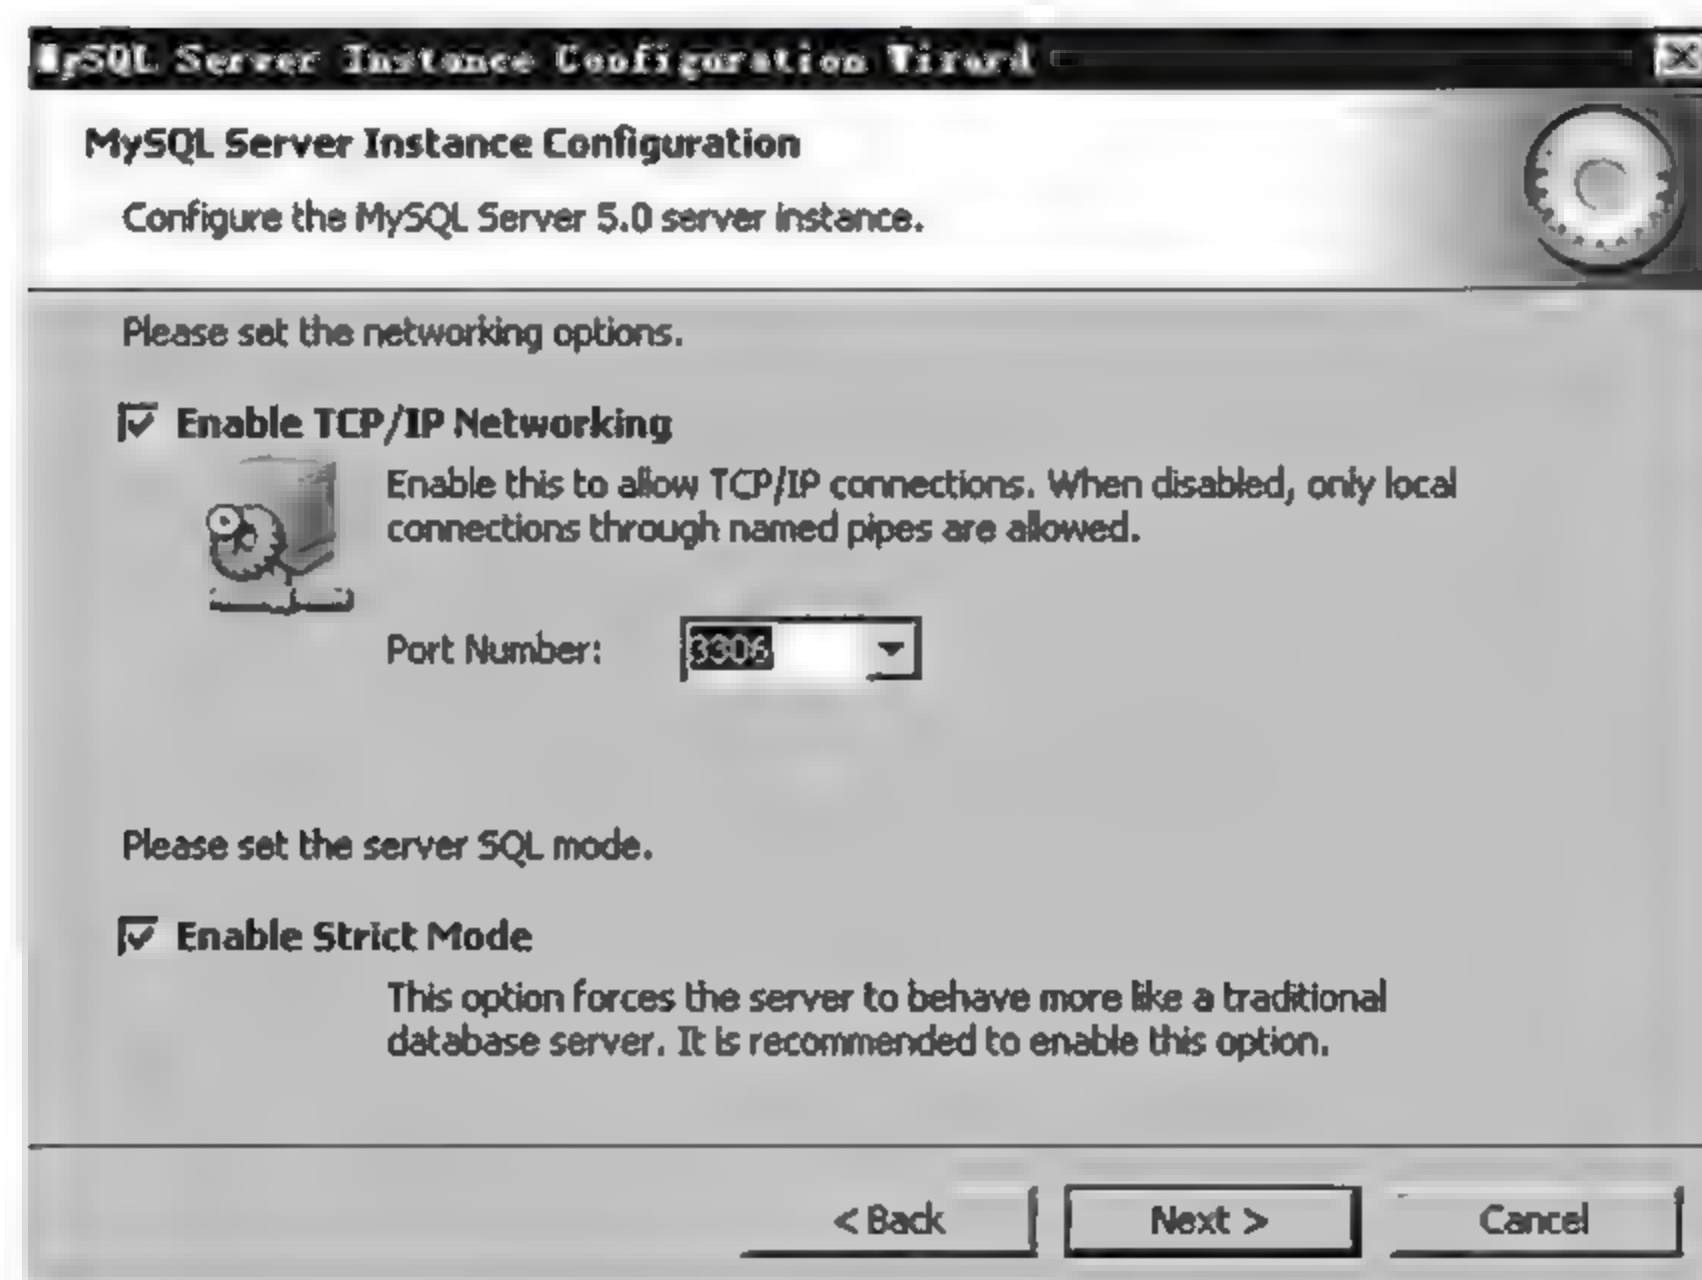 MySQL Server Instance Configuration Wizard
MySQL Server Instance Configuration
Configure the MySQL Server 5.0 server instance.
Please set the networking options.
Enable TCP/IP Networking
Enable this to allow TCP/IP connections. When disabled, only local
connections through named pipes are allowed.
Port Number: 3306
Please set the server SQL mode.
Enable Strict Mode
This option forces the server to behave more like a traditional
database server. It is recommended to enable this option.
< Back Next > Cancel